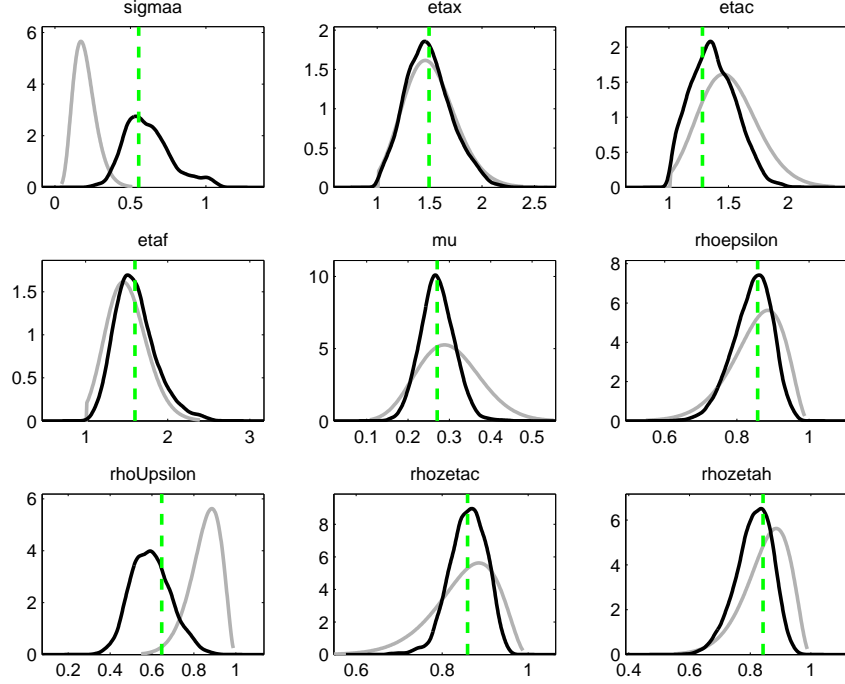 sigmaa etax etac
6 2 2
4 1.5 1.5
2 1 1
0 0.5 0.5
0 0.5 1 0 1 1.5 2 2.5 0 1 1.5 2
etaf mu rhoepsilon
1.5 10 8
1 5 6
0.5 0 4
0 2
1 2 3 0.1 0.2 0.3 0.4 0.5 0 0.6 0.8 1
rhoUpsilon rhozetac rhozetah
6 8 6
4 6 4
2 4 2
0 2 0
0.2 0.4 0.6 0.8 1 0 0.6 0.8 1 0.4 0.6 0.8 1